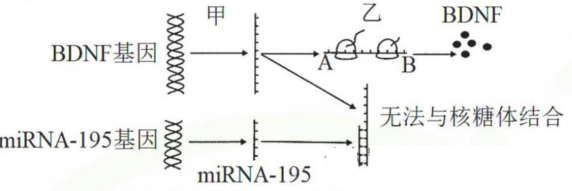 甲 乙 BDNF
BDNF基因
A B
无法与核糖体结合
miRNA-195基因
miRNA-195